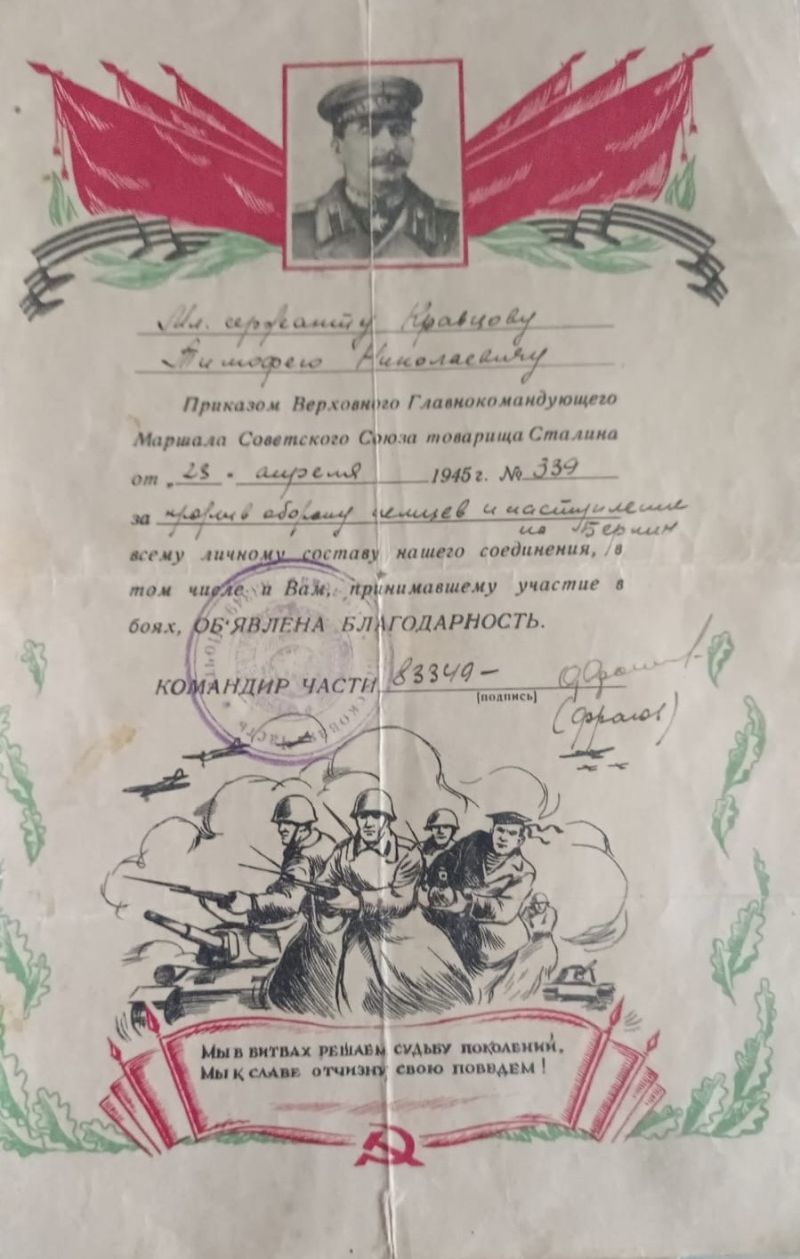 Мл. сержанту Кравцову
Тимофею Николаевичу
Приказом Верховного Главнокомандующего
Маршала Советского Союза товарища Сталина
от „23 " апреля 1945 г. № 339
за прорыв обороны немцев и наступление
на Берлин
всему личному составу нашего соединения, в
том числе и Вам, принимавшему участие в
боях, ОБ'ЯВЛЕНА БЛАГОДАРНОСТЬ.
КОМАНДИР ЧАСТИ 83349 –
(подпись)
МЫ В БИТВАХ РЕШАЕМ СУДЬБУ ПОКОЛЕНИЙ,
МЫ К СЛАВЕ ОТЧИЗНУ СВОЮ ПОВЕДЕМ !